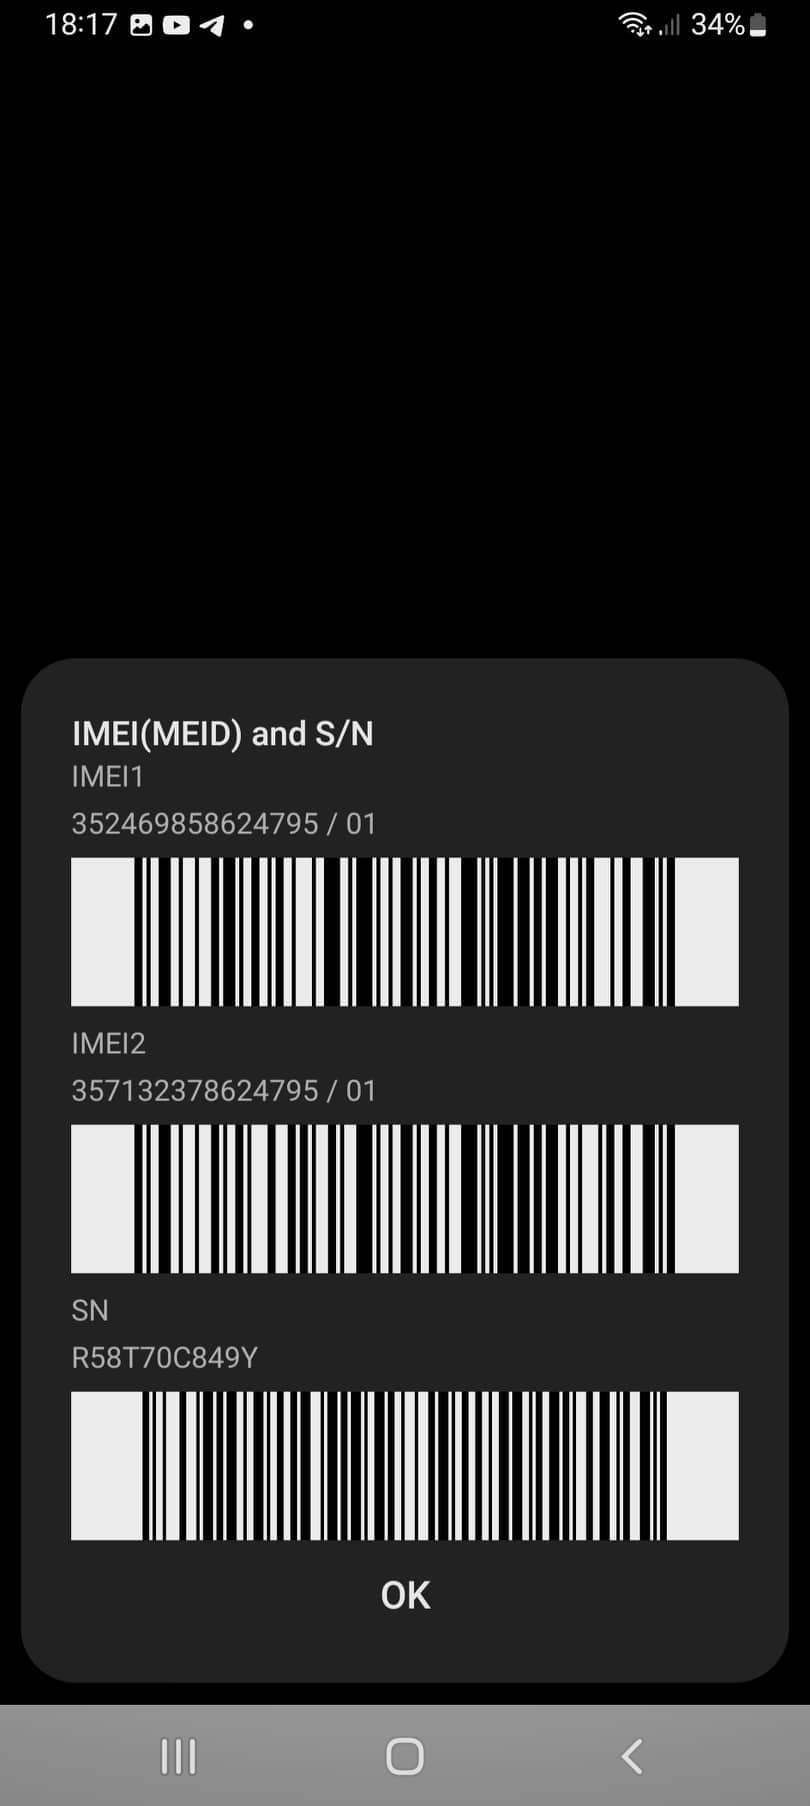 18:17
34%
IMEI(MEID) and S/N
IMEI1
352469858624795 / 01
IMEI2
357132378624795 / 01
SN
R58T70C849Y
OK